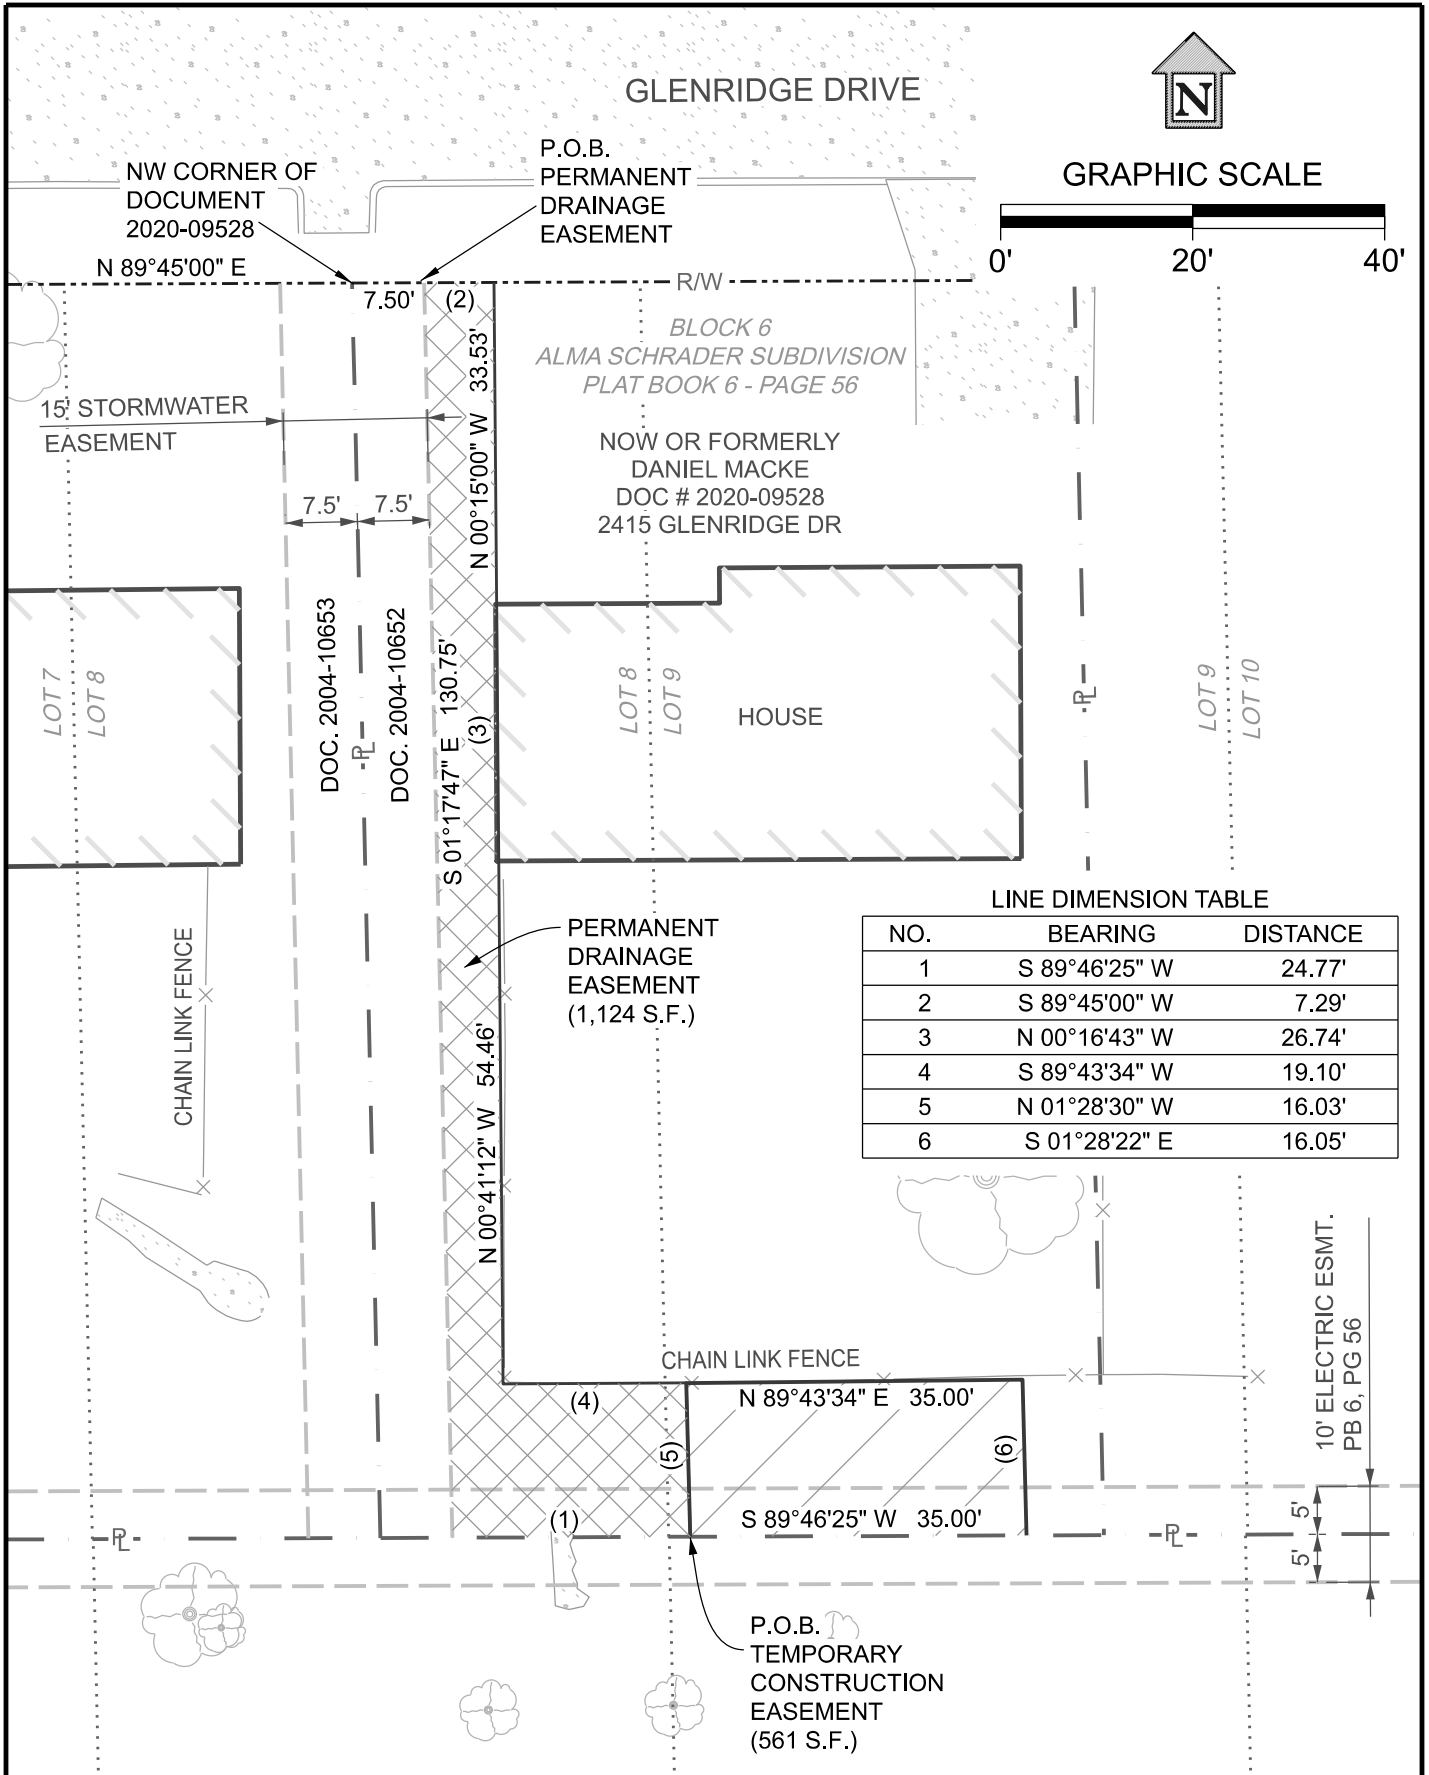 GLENRIDGE DRIVE
N
GRAPHIC SCALE
0' 20' 40'
NW CORNER OF
DOCUMENT
2020-09528
P.O.B.
PERMANENT
DRAINAGE
EASEMENT
N 89°45'00" E
7.50'
(2)
R/W
BLOCK 6
ALMA SCHRADER SUBDIVISION
PLAT BOOK 6 - PAGE 56
15' STORMWATER
EASEMENT
NOW OR FORMERLY
DANIEL MACKE
DOC # 2020-09528
2415 GLENRIDGE DR
7.5' 7.5'
N 00°15'00" W 33.53'
LOT 7
LOT 8
DOC. 2004-10653
PL
DOC. 2004-10652
S 01°17'47" E 130.75'
(3)
LOT 8
LOT 9
HOUSE
PL
LOT 9
LOT 10
LINE DIMENSION TABLE
NO. BEARING DISTANCE
1 S 89°46'25" W 24.77'
2 S 89°45'00" W 7.29'
3 N 00°16'43" W 26.74'
4 S 89°43'34" W 19.10'
5 N 01°28'30" W 16.03'
6 S 01°28'22" E 16.05'
CHAIN LINK FENCE
PERMANENT
DRAINAGE
EASEMENT
(1,124 S.F.)
N 00°41'12" W 54.46'
10' ELECTRIC ESMT.
PB 6, PG 56
CHAIN LINK FENCE
(4)
N 89°43'34" E 35.00'
(5)
(6)
S 89°46'25" W 35.00'
(1)
5'
5'
PL
PL
P.O.B.
TEMPORARY
CONSTRUCTION
EASEMENT
(561 S.F.)